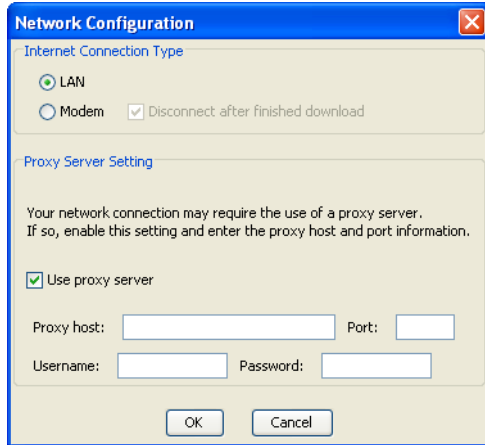 Network Configuration
Internet Connection Type
LAN
Modem Disconnect after finished download
Proxy Server Setting
Your network connection may require the use of a proxy server.
If so, enable this setting and enter the proxy host and port information.
Use proxy server
Proxy host: Port:
Username: Password:
OK Cancel